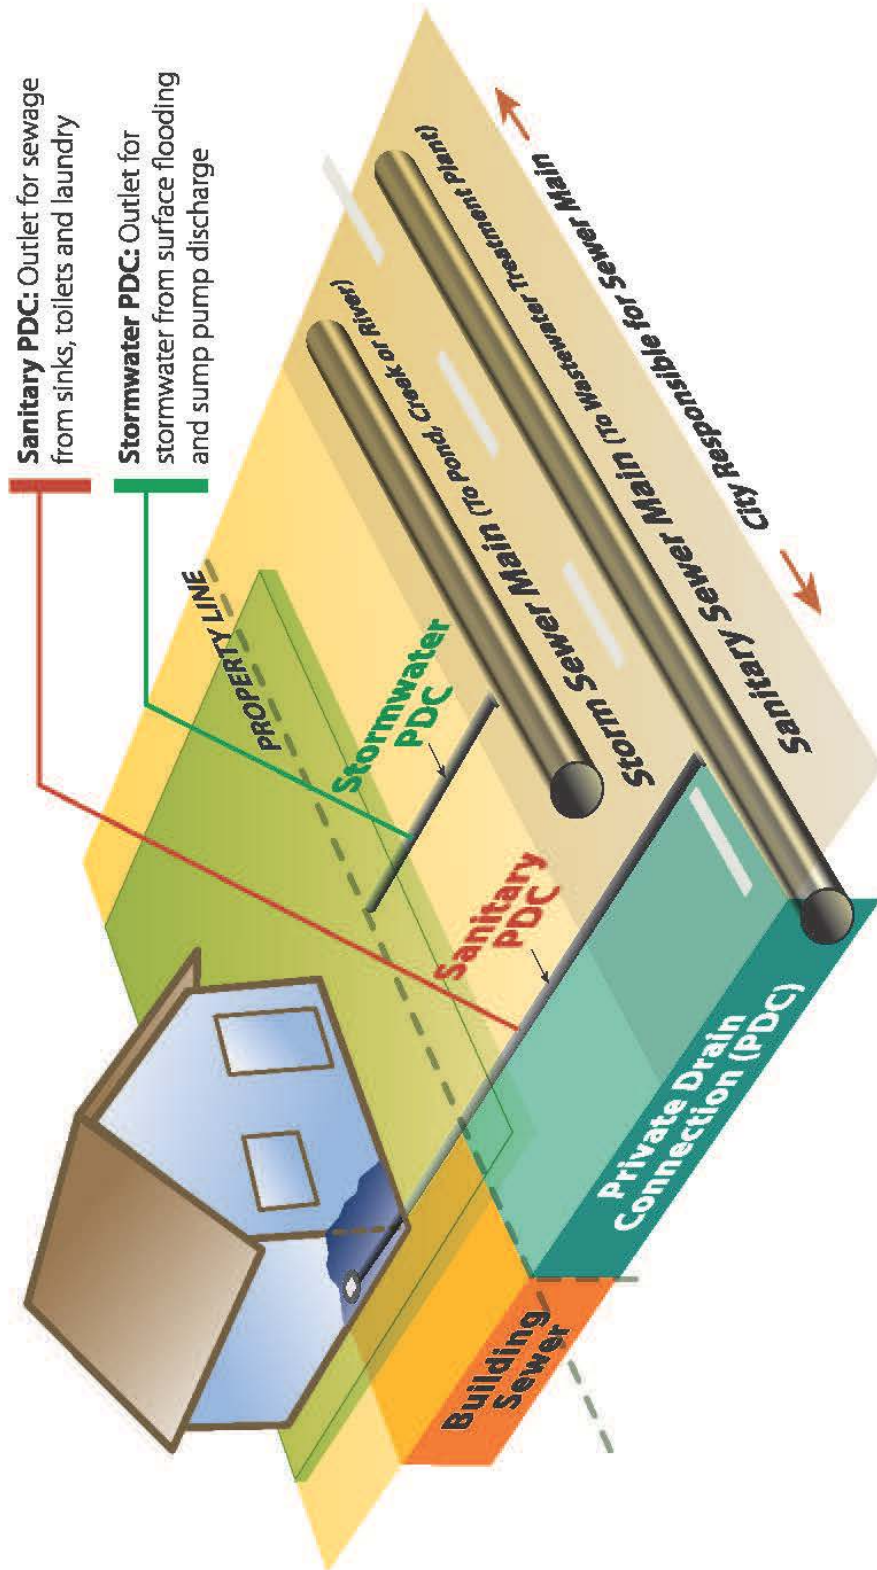 Sanitary PDC: Outlet for sewage
from sinks, toilets and laundry
Stormwater PDC: Outlet for
stormwater from surface flooding
and sump pump discharge
PROPERTY LINE
Stormwater
PDC
Sanitary
PDC
Storm Sewer Main (To Pond, Creek or River)
Sanitary Sewer Main (To Wastewater Treatment Plant)
City Responsible for Sewer Main
Building
Sewer
Private Drain
Connection (PDC)